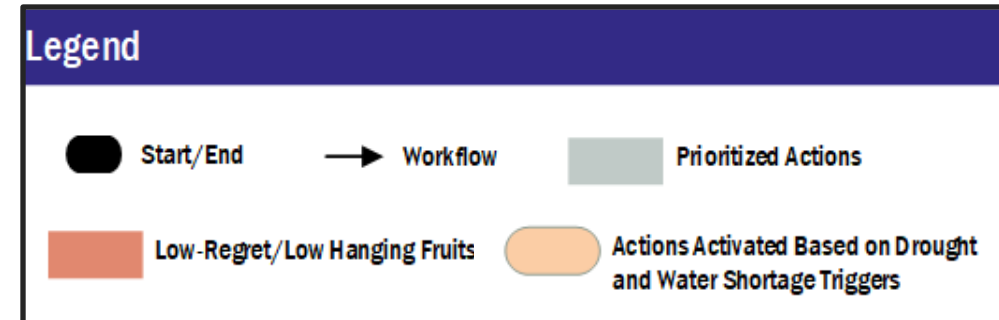 Legend
Start/End
Workflow
Prioritized Actions
Low-Regret/Low Hanging Fruits
Actions Activated Based on Drought
and Water Shortage Triggers